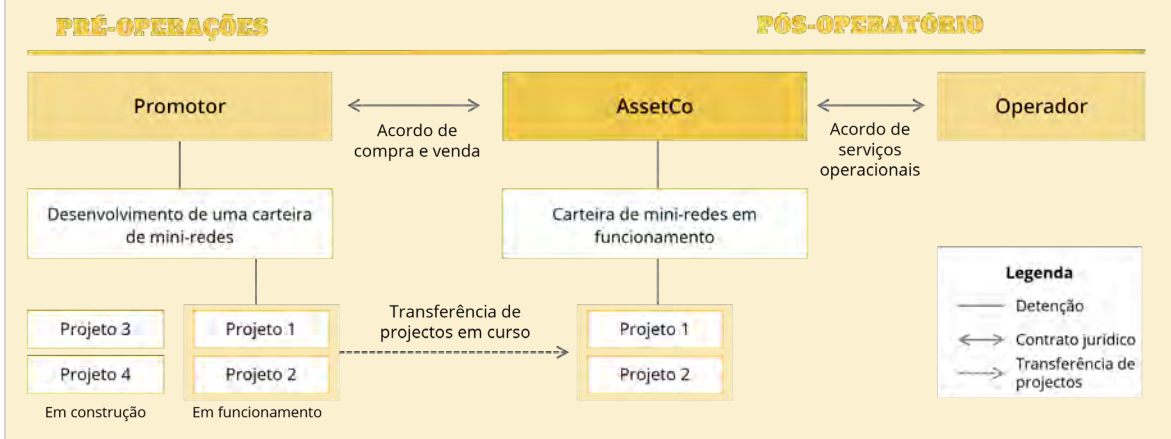 PRÉ-OPERAÇÕES
PÓS-OPERATÓRIO
Promotor
AssetCo
Operador
Acordo de
compra e venda
Acordo de
serviços
operacionais
Desenvolvimento de uma carteira
de mini-redes
Carteira de mini-redes em
funcionamento
Projeto 3
Projeto 4
Em construção
Projeto 1
Projeto 2
Em funcionamento
Transferência de
projectos em curso
Projeto 1
Projeto 2
Legenda
Detenção
Contrato jurídico
Transferência de
projectos